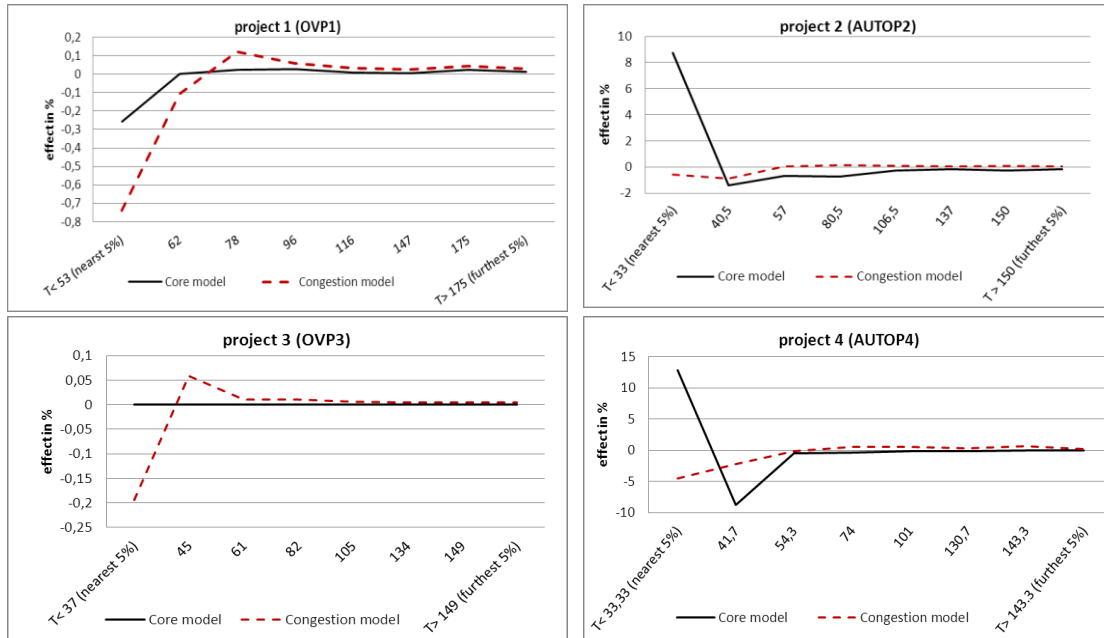 project 1 (OVP1)
effect in %
0,2
0,1
0
-0,1
-0,2
-0,3
-0,4
-0,5
-0,6
-0,7
-0,8
T< 53 (nearst 5%)
62
78
96
116
147
175
T> 175 (furthest 5%)
Core model
Congestion model
project 2 (AUTOP2)
effect in %
10
8
6
4
2
0
-2
T< 33 (nearest 5%)
40,5
57
80,5
106,5
137
150
T > 150 (furthest 5%)
Core model
Congestion model
project 3 (OVP3)
effect in %
0,1
0,05
0
-0,05
-0,1
-0,15
-0,2
-0,25
T< 37 (nearest 5%)
45
61
82
105
134
149
T> 149 (furthest 5%)
Core model
Congestion model
project 4 (AUTOP4)
effect in %
15
10
5
0
-5
-10
T< 33,33 (nearest 5%)
41,7
54,3
74
101
130,7
143,3
T> 143.3 (furthest 5%)
Core model
Congestion model